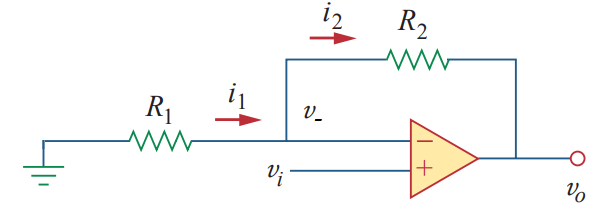 i₂ R₂
R₁ i₁ v₋
−
vᵢ +
vₒ